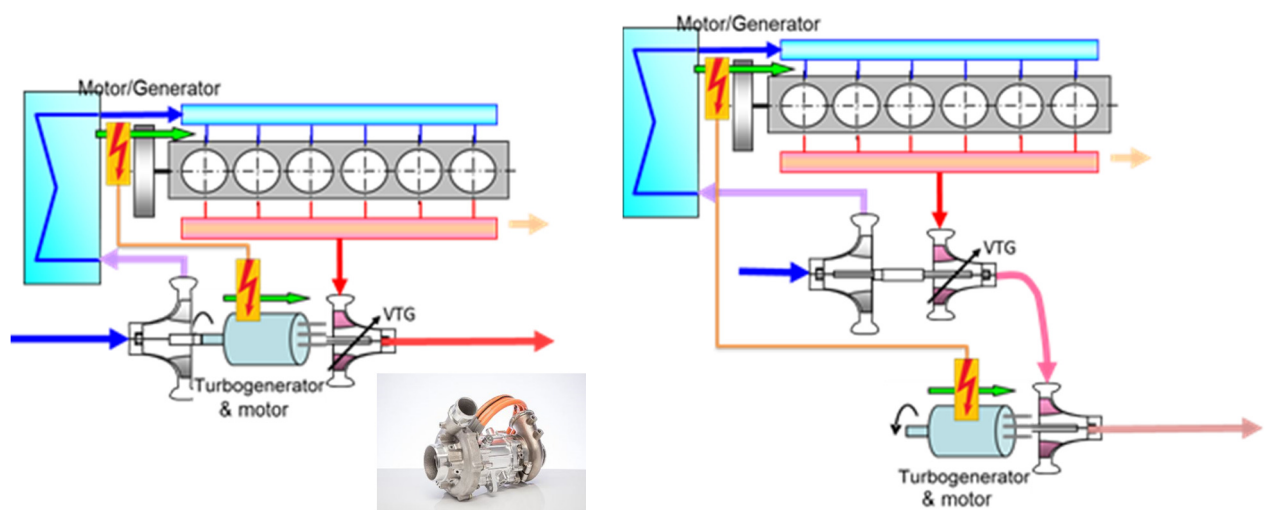 Motor/Generator
VTG
Turbogenerator
& motor
Motor/Generator
VTG
Turbogenerator
& motor